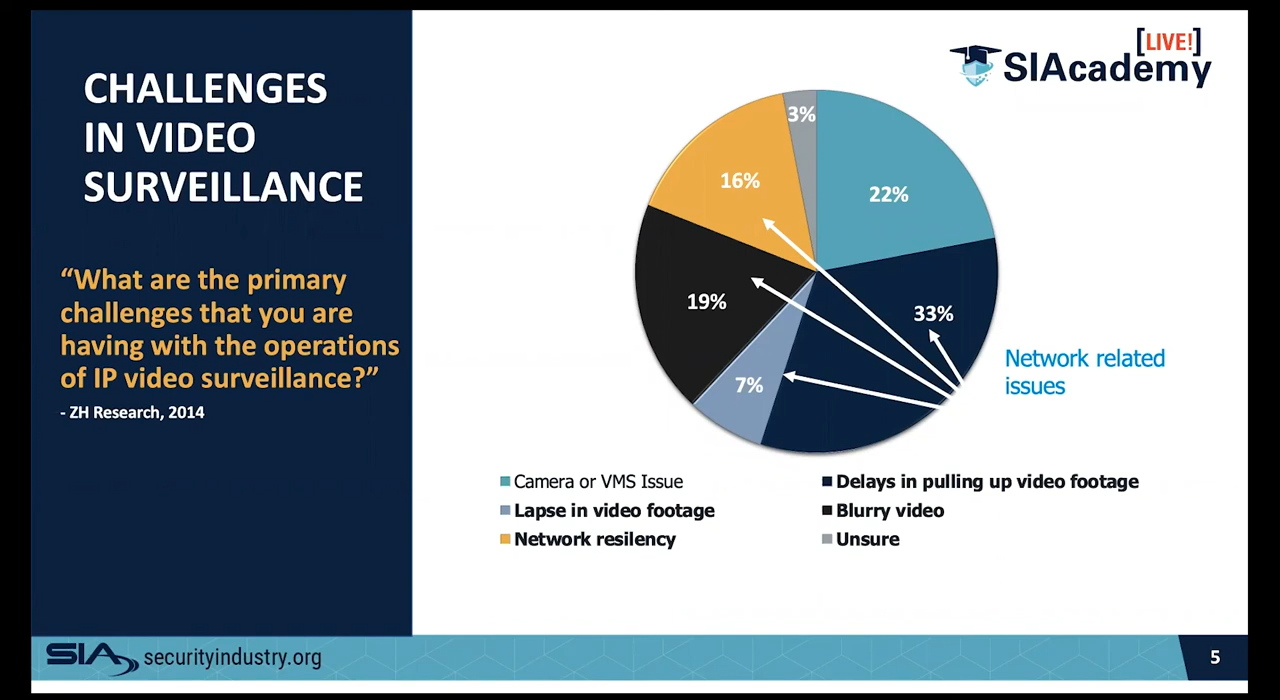 CHALLENGES
IN VIDEO
SURVEILLANCE
“What are the primary
challenges that you are
having with the operations
of IP video surveillance?”
- ZH Research, 2014
[LIVE!]
SIAcademy
3%
16%
22%
19%
33%
7%
Network related
issues
Camera or VMS Issue
Delays in pulling up video footage
Lapse in video footage
Blurry video
Network resilency
Unsure
SIA securityindustry.org
5